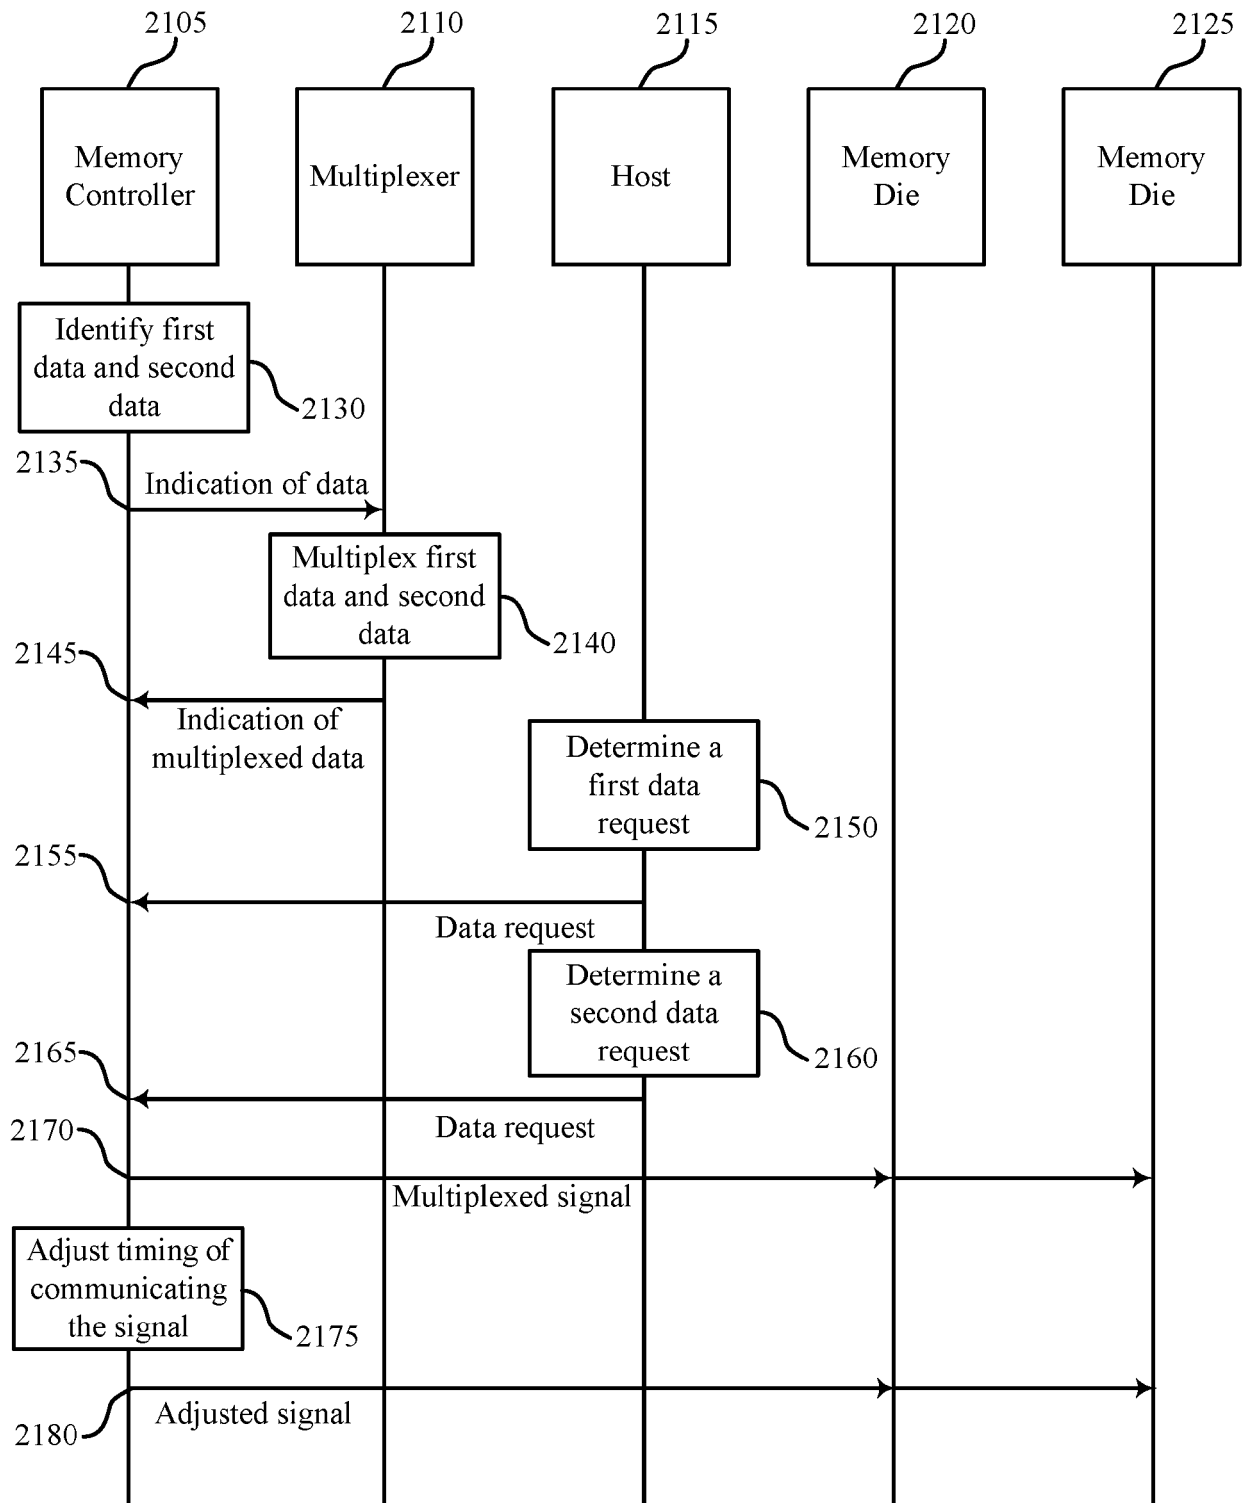 2105
2110
2115
2120
2125
Memory
Controller
Multiplexer
Host
Memory
Die
Memory
Die
Identify first
data and second
data
2130
2135
Indication of data
Multiplex first
data and second
data
2140
2145
Indication of
multiplexed data
Determine a
first data
request
2150
2155
Data request
Determine a
second data
request
2160
2165
Data request
2170
Multiplexed signal
Adjust timing of
communicating
the signal
2175
Adjusted signal
2180